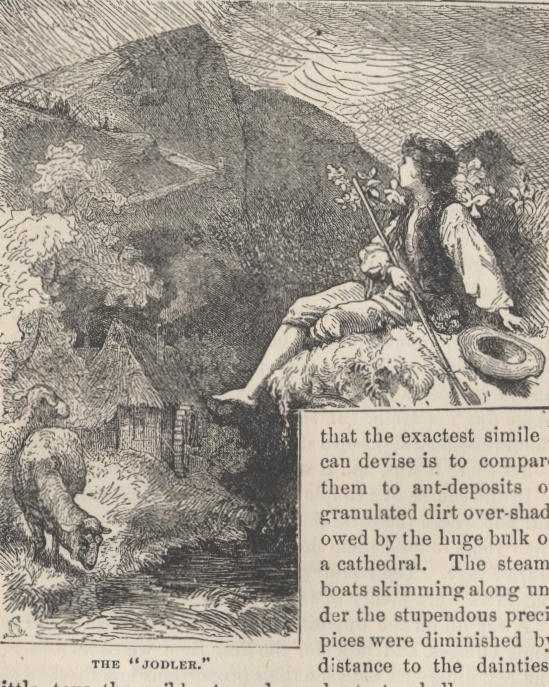 that the exactest simile
can devise is to compare
them to ant-deposits o
granulated dirt over-shad
owed by the huge bulk o
a cathedral. The steam
boats skimming along un
der the stupendous preci
pices were diminished by
distance to the dainties
THE "JODLER."